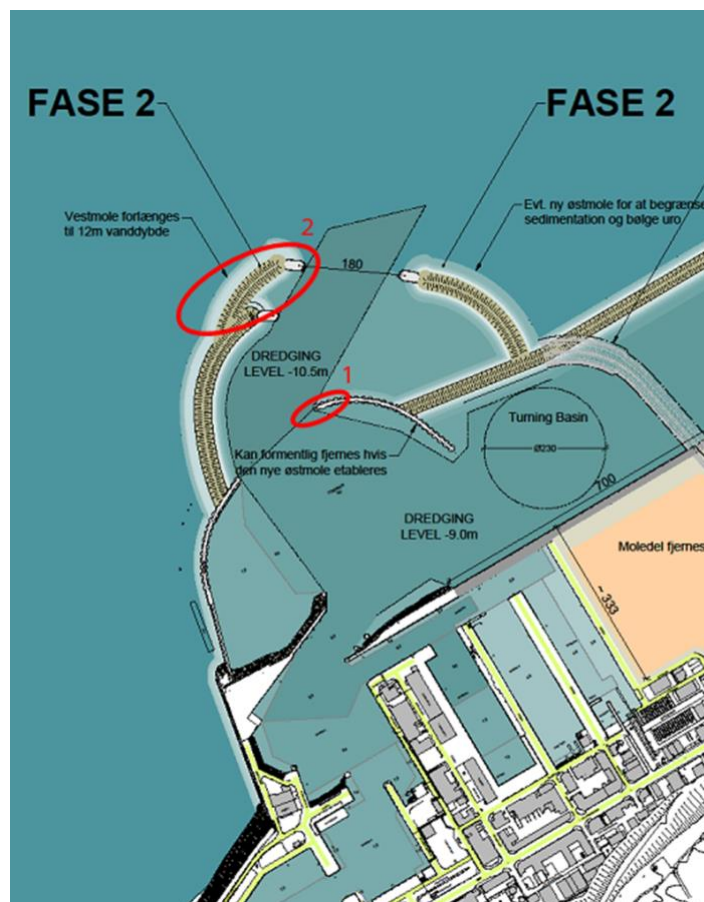 FASE 2
FASE 2
Vestmole forlænges
til 12m vanddybde
Evt. ny østmole for at begrænse
sedimentation og bølge uro
2
180
DREDGING
LEVEL -10.5m
1
Turning Basin
Ø230
Kan formentlig fjernes hvis
den nye østmole etableres
700
DREDGING
LEVEL -9.0m
Moledel fjernes
~ 333